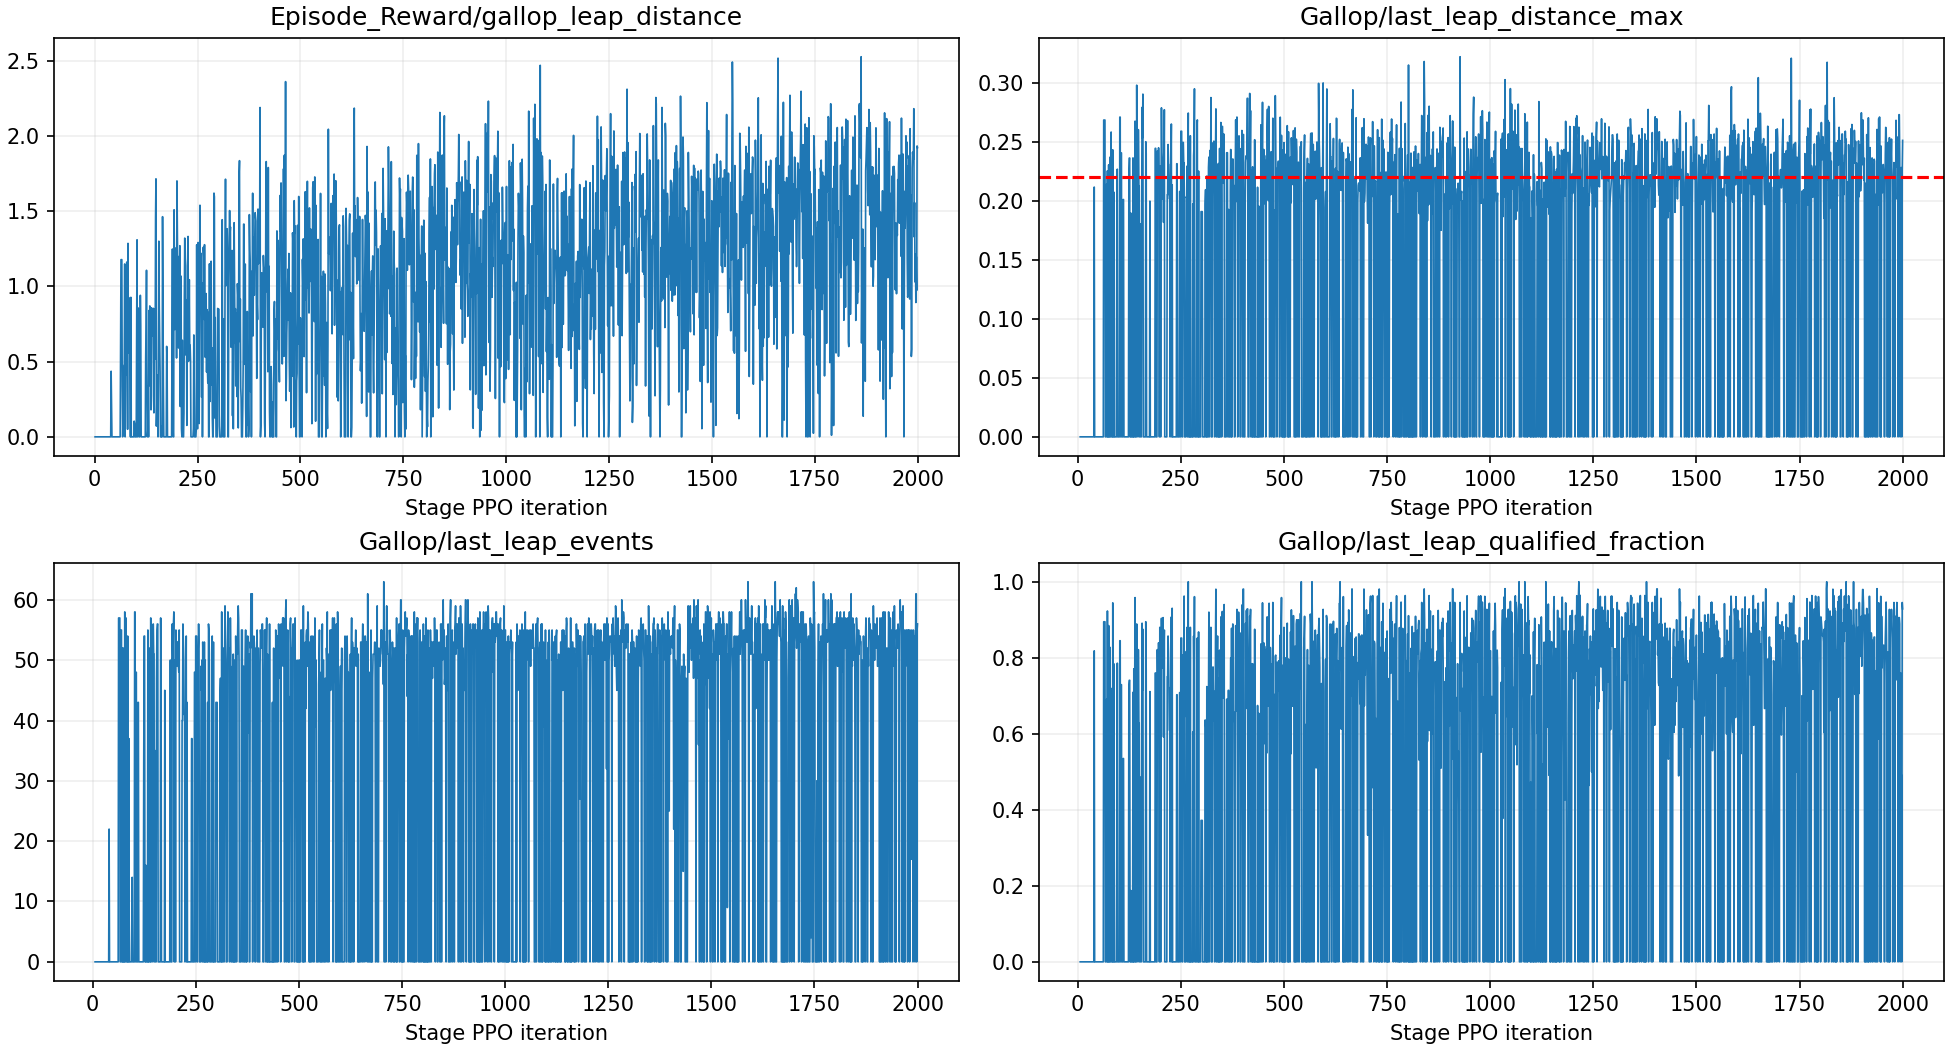 Episode_Reward/gallop_leap_distance
2.5
2.0
1.5
1.0
0.5
0.0
0 250 500 750 1000 1250 1500 1750 2000
Stage PPO iteration
Gallop/last_leap_distance_max
0.30
0.25
0.20
0.15
0.10
0.05
0.00
0 250 500 750 1000 1250 1500 1750 2000
Stage PPO iteration
Gallop/last_leap_events
60
50
40
30
20
10
0
0 250 500 750 1000 1250 1500 1750 2000
Stage PPO iteration
Gallop/last_leap_qualified_fraction
1.0
0.8
0.6
0.4
0.2
0.0
0 250 500 750 1000 1250 1500 1750 2000
Stage PPO iteration